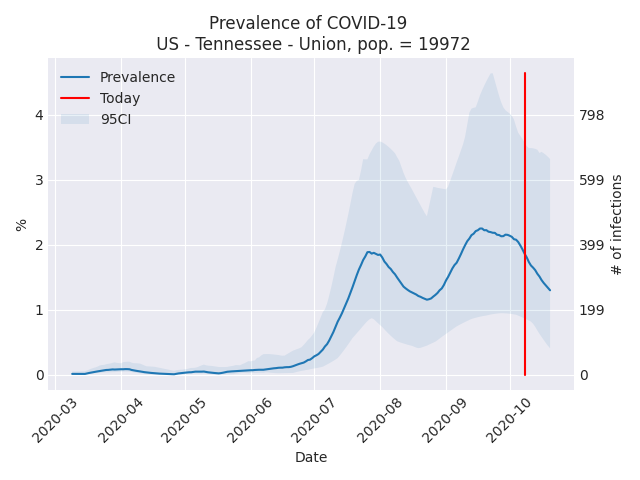 Prevalence of COVID-19
US - Tennessee - Union, pop. = 19972
Prevalence
Today
95CI
4
3
2
1
0
%
798
599
399
199
0
# of infections
2020-03
2020-04
2020-05
2020-06
2020-07
2020-08
2020-09
2020-10
Date